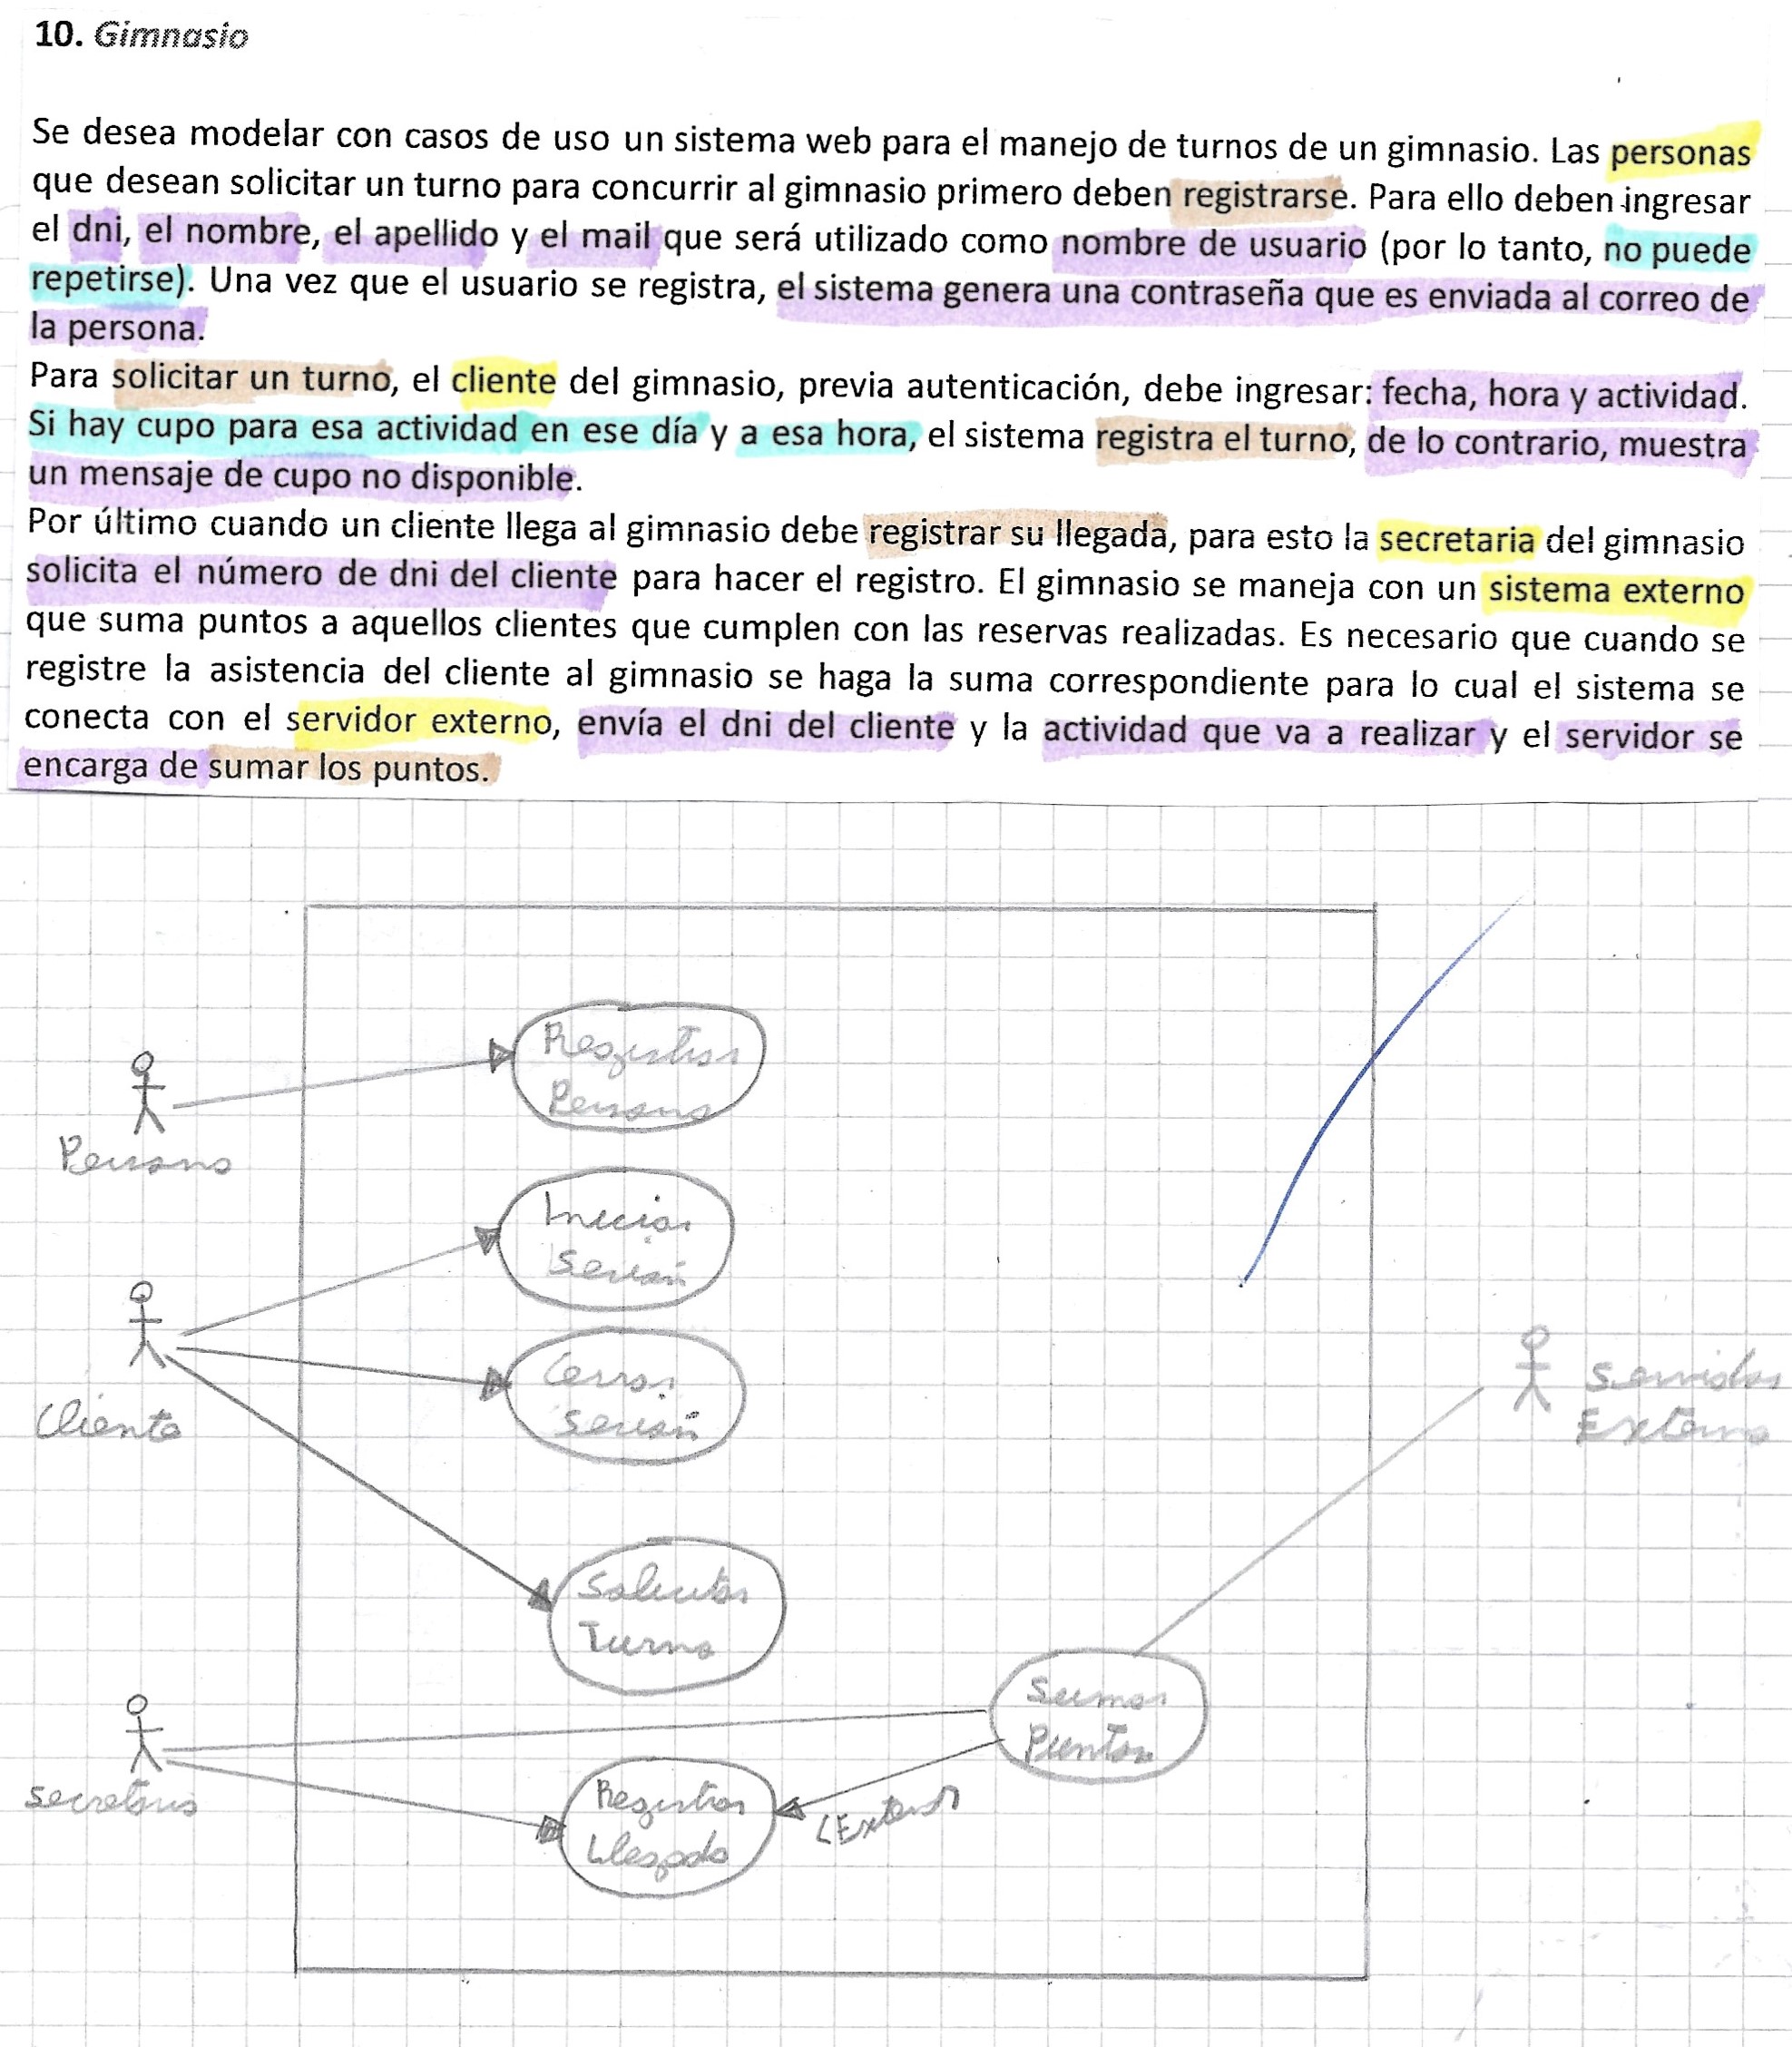 10. Gimnasio
Se desea modelar con casos de uso un sistema web para el manejo de turnos de un gimnasio. Las personas
que desean solicitar un turno para concurrir al gimnasio primero deben registrarse. Para ello deben ingresar
el dni, el nombre, el apellido y el mail que será utilizado como nombre de usuario (por lo tanto, no puede
repetirse). Una vez que el usuario se registra, el sistema genera una contraseña que es enviada al correo de
la persona.
Para solicitar un turno, el cliente del gimnasio, previa autenticación, debe ingresar: fecha, hora y actividad.
Si hay cupo para esa actividad en ese día y a esa hora, el sistema registra el turno, de lo contrario, muestra
un mensaje de cupo no disponible.
Por último cuando un cliente llega al gimnasio debe registrar su llegada, para esto la secretaria del gimnasio
solicita el número de dni del cliente para hacer el registro. El gimnasio se maneja con un sistema externo
que suma puntos a aquellos clientes que cumplen con las reservas realizadas. Es necesario que cuando se
registre la asistencia del cliente al gimnasio se haga la suma correspondiente para lo cual el sistema se
conecta con el servidor externo, envía el dni del cliente y la actividad que va a realizar y el servidor se
encarga de sumar los puntos.
Registrar
Persona
Persona
Iniciar
Sesión
Cerrar
Sesión
Cliente
Servidor
Externo
Solicitar
Turno
Sumar
Puntos
Secretaria
Registrar
Llegada
<Extend>